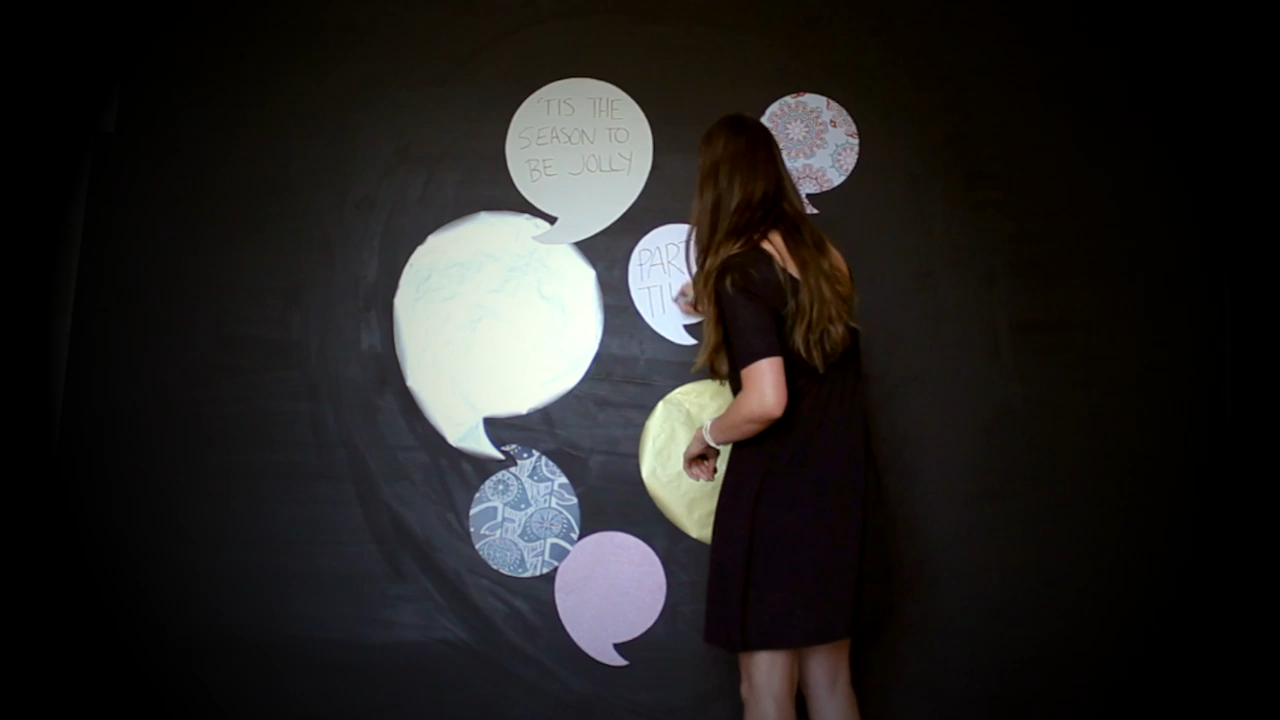 'TIS THE
SEASON TO
BE JOLLY
PART
TI